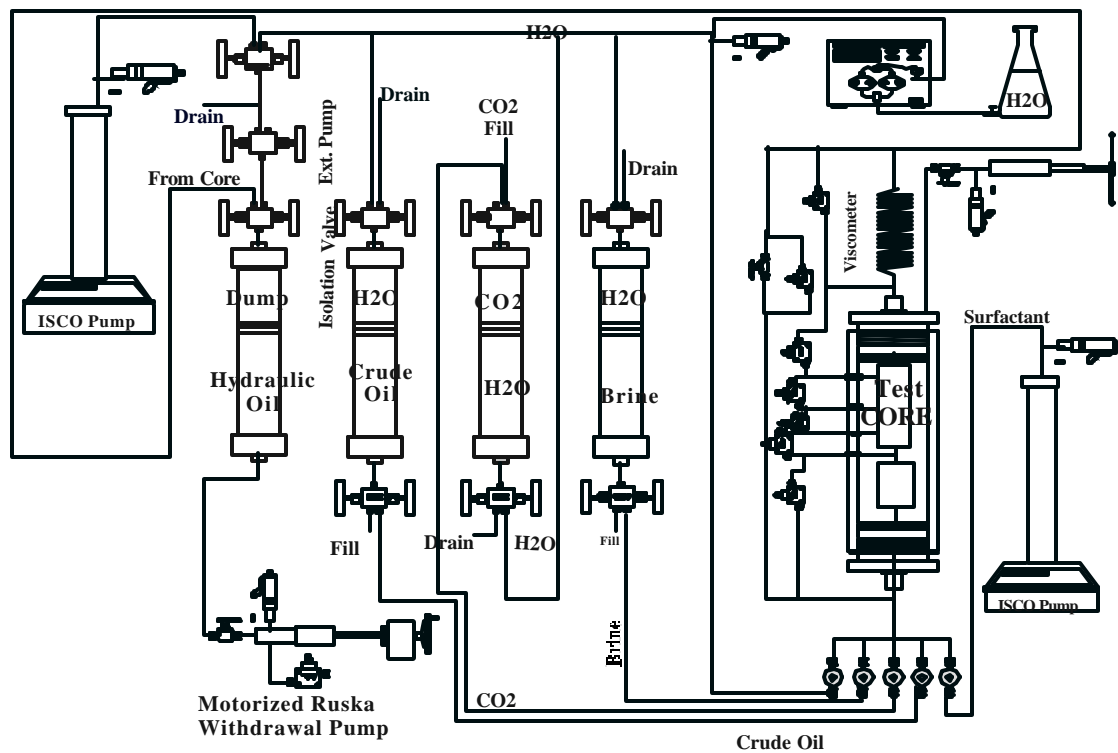 H2O
Drain
Drain
CO2
Fill
H2O
Ext. Pump
From Core
Drain
Isolation Valve
Viscometer
Dump
H2O
CO2
H2O
ISCO Pump
Surfactant
Hydraulic
Oil
Crude
Oil
H2O
Brine
Test
CORE
Fill
Drain
H2O
Fill
ISCO Pump
Brine
Motorized Ruska
Withdrawal Pump
CO2
Crude Oil